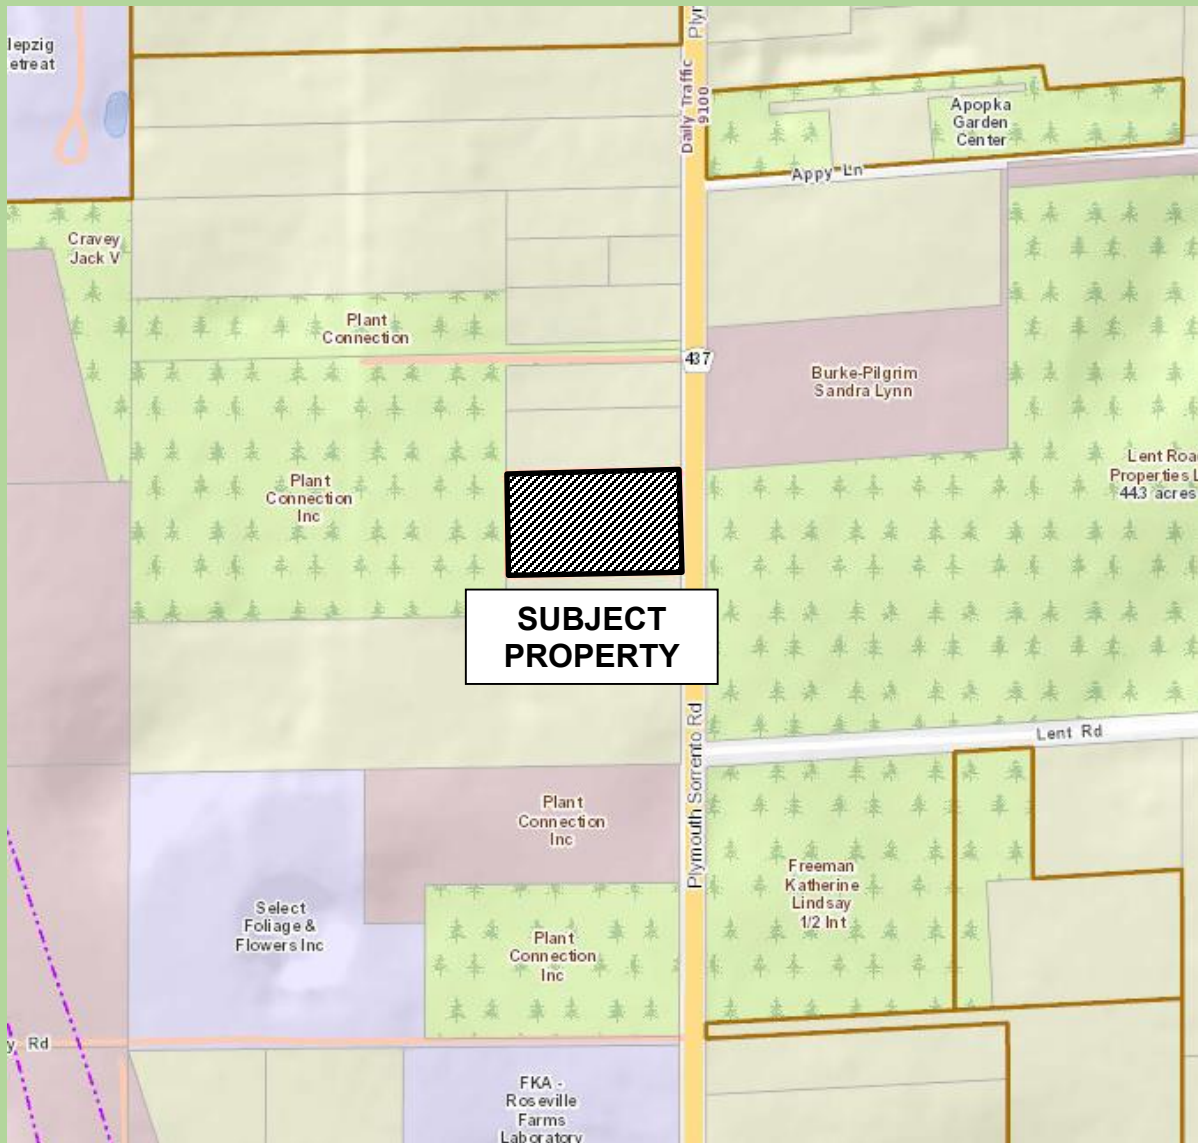 lepzig
etreat
Plyr
Daily Traffic
9100
Apopka
Garden
Center
Appy Ln
Cravey
Jack V
Plant
Connection
437
Burke-Pilgrim
Sandra Lynn
Lent Roa
Properties L
44.3 acres
Plant
Connection
Inc
SUBJECT
PROPERTY
Lent Rd
Plymouth Sorrento Rd
Plant
Connection
Inc
Freeman
Katherine
Lindsay
1/2 Int
Select
Foliage &
Flowers Inc
Plant
Connection
Inc
y Rd
FKA -
Roseville
Farms
Laboratory